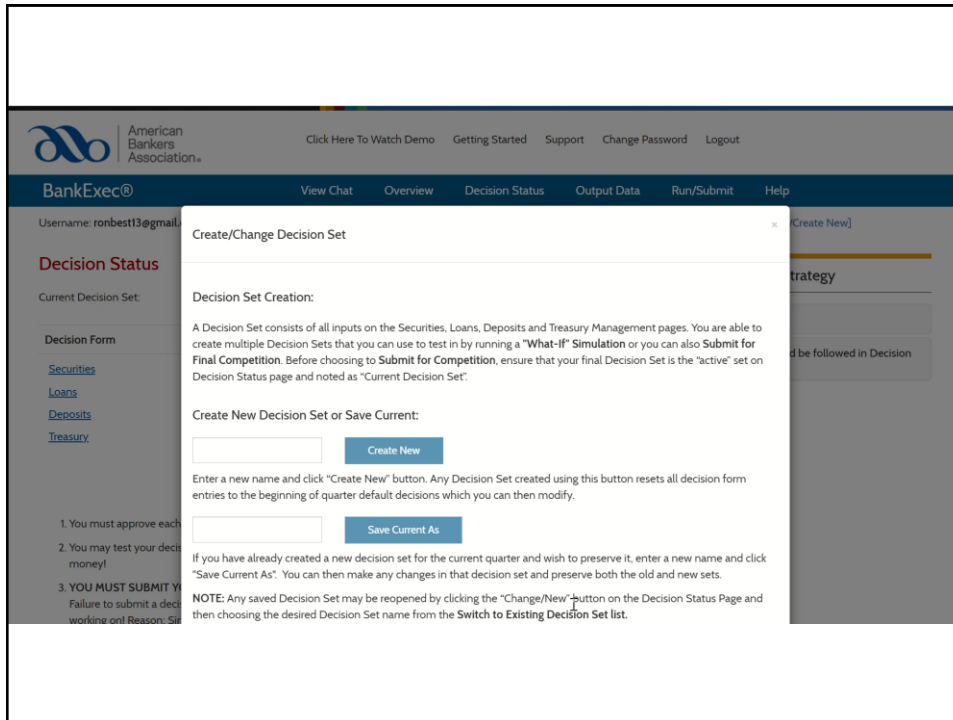 American
Bankers
Association®
Click Here To Watch Demo Getting Started Support Change Password Logout
BankExec® View Chat Overview Decision Status Output Data Run/Submit Help
Username: ronbest13@gmail.
/Create New]
Decision Status
Current Decision Set:
Decision Form
Securities
Loans
Deposits
Treasury
1. You must approve each
2. You may test your decis
money!
3. YOU MUST SUBMIT Y
Failure to submit a deci
working on! Reason: Sir
Create/Change Decision Set ×
Decision Set Creation:
A Decision Set consists of all inputs on the Securities, Loans, Deposits and Treasury Management pages. You are able to
create multiple Decision Sets that you can use to test in by running a "What-If" Simulation or you can also Submit for
Final Competition. Before choosing to Submit for Competition, ensure that your final Decision Set is the "active" set on
Decision Status page and noted as "Current Decision Set".
Create New Decision Set or Save Current:
Create New
Enter a new name and click "Create New" button. Any Decision Set created using this button resets all decision form
entries to the beginning of quarter default decisions which you can then modify.
Save Current As
If you have already created a new decision set for the current quarter and wish to preserve it, enter a new name and click
"Save Current As". You can then make any changes in that decision set and preserve both the old and new sets.
NOTE: Any saved Decision Set may be reopened by clicking the "Change/New" button on the Decision Status Page and
then choosing the desired Decision Set name from the Switch to Existing Decision Set list.
trategy
d be followed in Decision